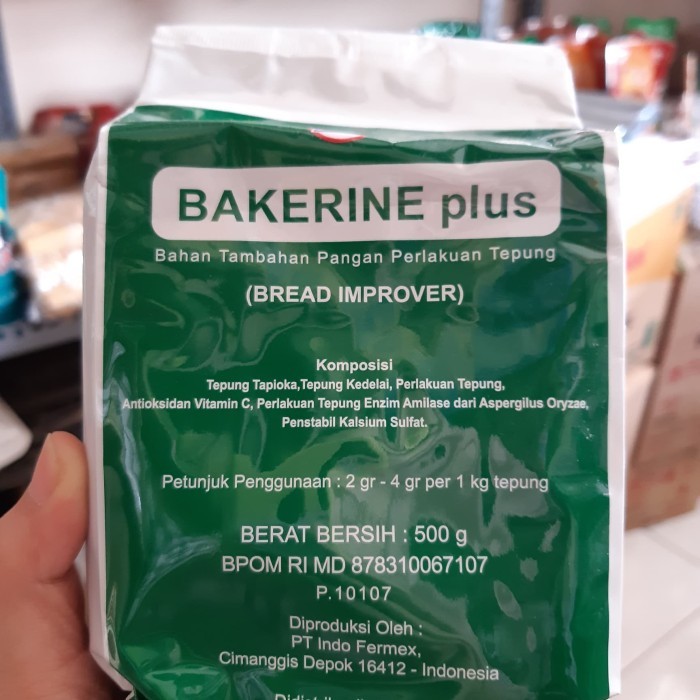 BAKERINE plus
Bahan Tambahan Pangan Perlakuan Tepung
(BREAD IMPROVER)
Komposisi
Tepung Tapioka,Tepung Kedelai, Perlakuan Tepung,
Antioksidan Vitamin C, Perlakuan Tepung Enzim Amilase dari Aspergilus Oryzae,
Penstabil Kalsium Sulfat.
Petunjuk Penggunaan : 2 gr - 4 gr per 1 kg tepung
BERAT BERSIH : 500 g
BPOM RI MD 878310067107
P.10107
Diproduksi Oleh :
PT Indo Fermex,
Cimanggis Depok 16412 - Indonesia